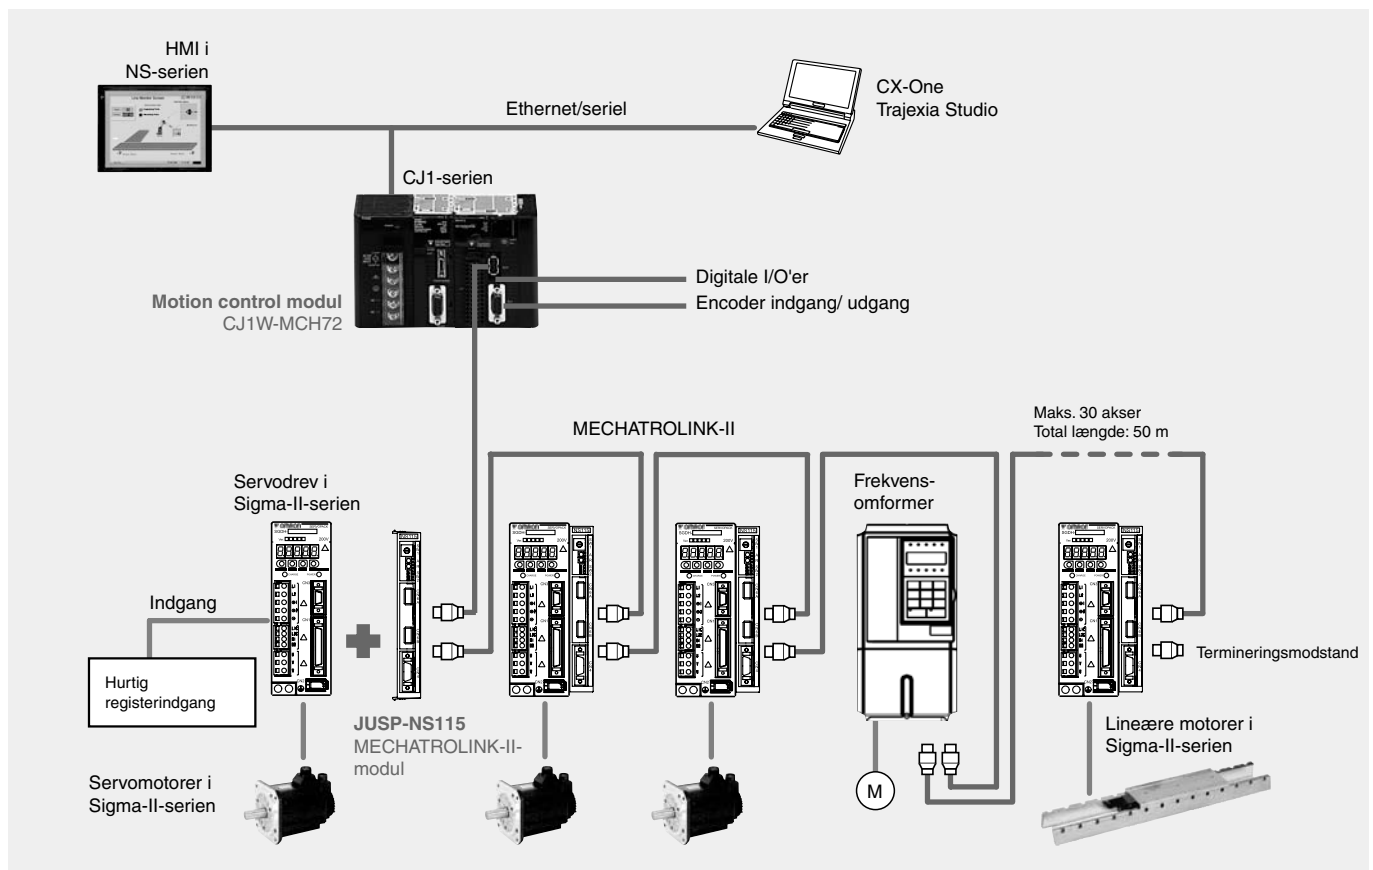 HMI i
NS-serien
Ethernet/seriel
CX-One
Trajexia Studio
CJ1-serien
Digitale I/O'er
Encoder indgang/ udgang
Motion control modul
CJ1W-MCH72
MECHATROLINK-II
Maks. 30 akser
Total længde: 50 m
Servodrev i
Sigma-II-serien
Frekvens-
omformer
Indgang
Hurtig
registerindgang
Termineringsmodstand
JUSP-NS115
MECHATROLINK-II-
modul
Lineære motorer i
Sigma-II-serien
Servomotorer i
Sigma-II-serien
M